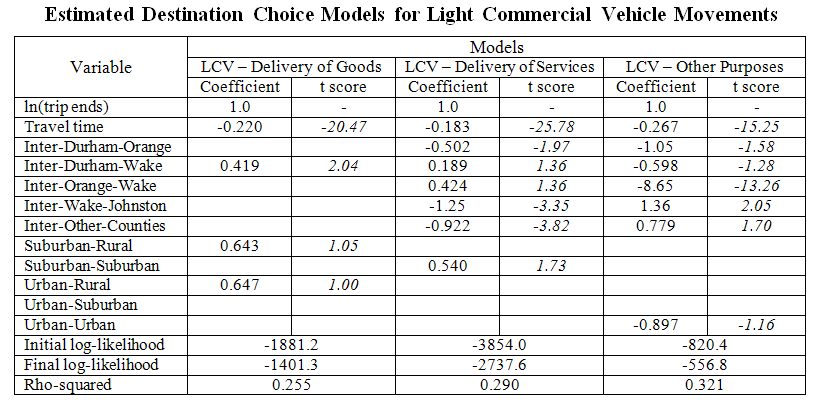 Estimated Destination Choice Models for Light Commercial Vehicle Movements
Variable Models
LCV – Delivery of Goods LCV – Delivery of Services LCV – Other Purposes
Coefficient t score Coefficient t score Coefficient t score
ln(trip ends) 1.0 - 1.0 - 1.0 -
Travel time -0.220 -20.47 -0.183 -25.78 -0.267 -15.25
Inter-Durham-Orange -0.502 -1.97 -1.05 -1.58
Inter-Durham-Wake 0.419 2.04 0.189 1.36 -0.598 -1.28
Inter-Orange-Wake 0.424 1.36 -8.65 -13.26
Inter-Wake-Johnston -1.25 -3.35 1.36 2.05
Inter-Other-Counties -0.922 -3.82 0.779 1.70
Suburban-Rural 0.643 1.05
Suburban-Suburban 0.540 1.73
Urban-Rural 0.647 1.00
Urban-Suburban
Urban-Urban -0.897 -1.16
Initial log-likelihood -1881.2 -3854.0 -820.4
Final log-likelihood -1401.3 -2737.6 -556.8
Rho-squared 0.255 0.290 0.321